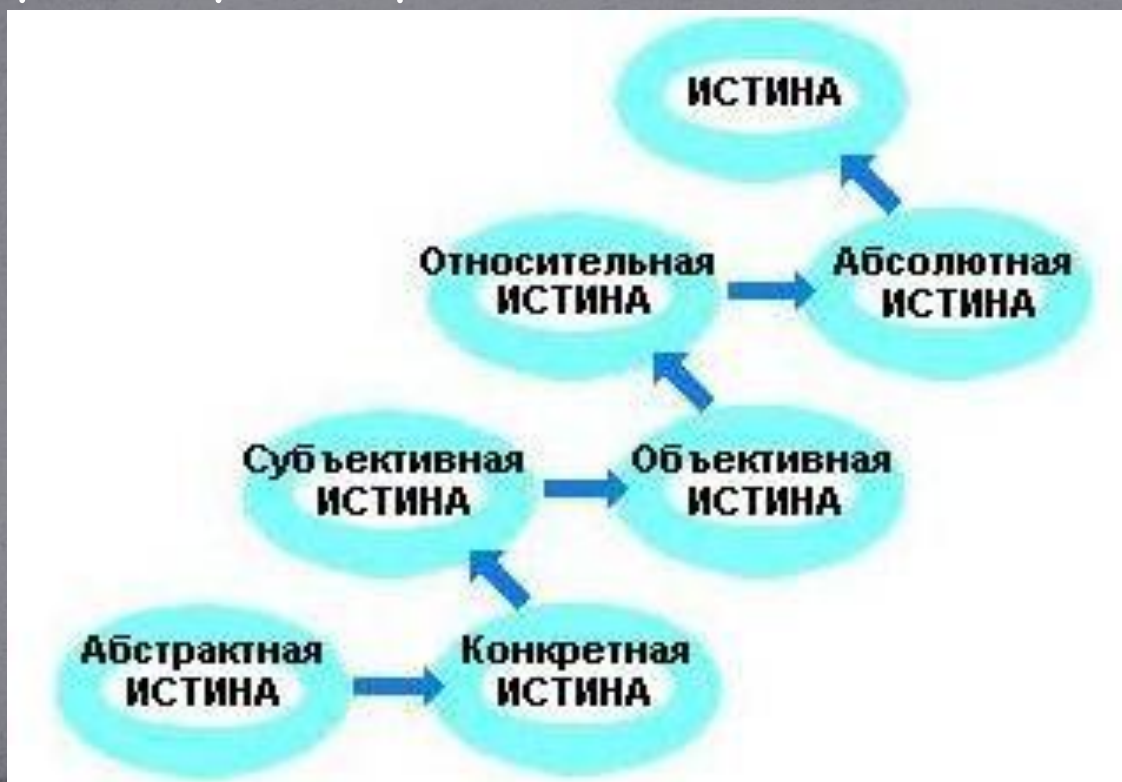 ИСТИНА
Относительная
ИСТИНА
Абсолютная
ИСТИНА
Субъективная
ИСТИНА
Объективная
ИСТИНА
Абстрактная
ИСТИНА
Конкретная
ИСТИНА